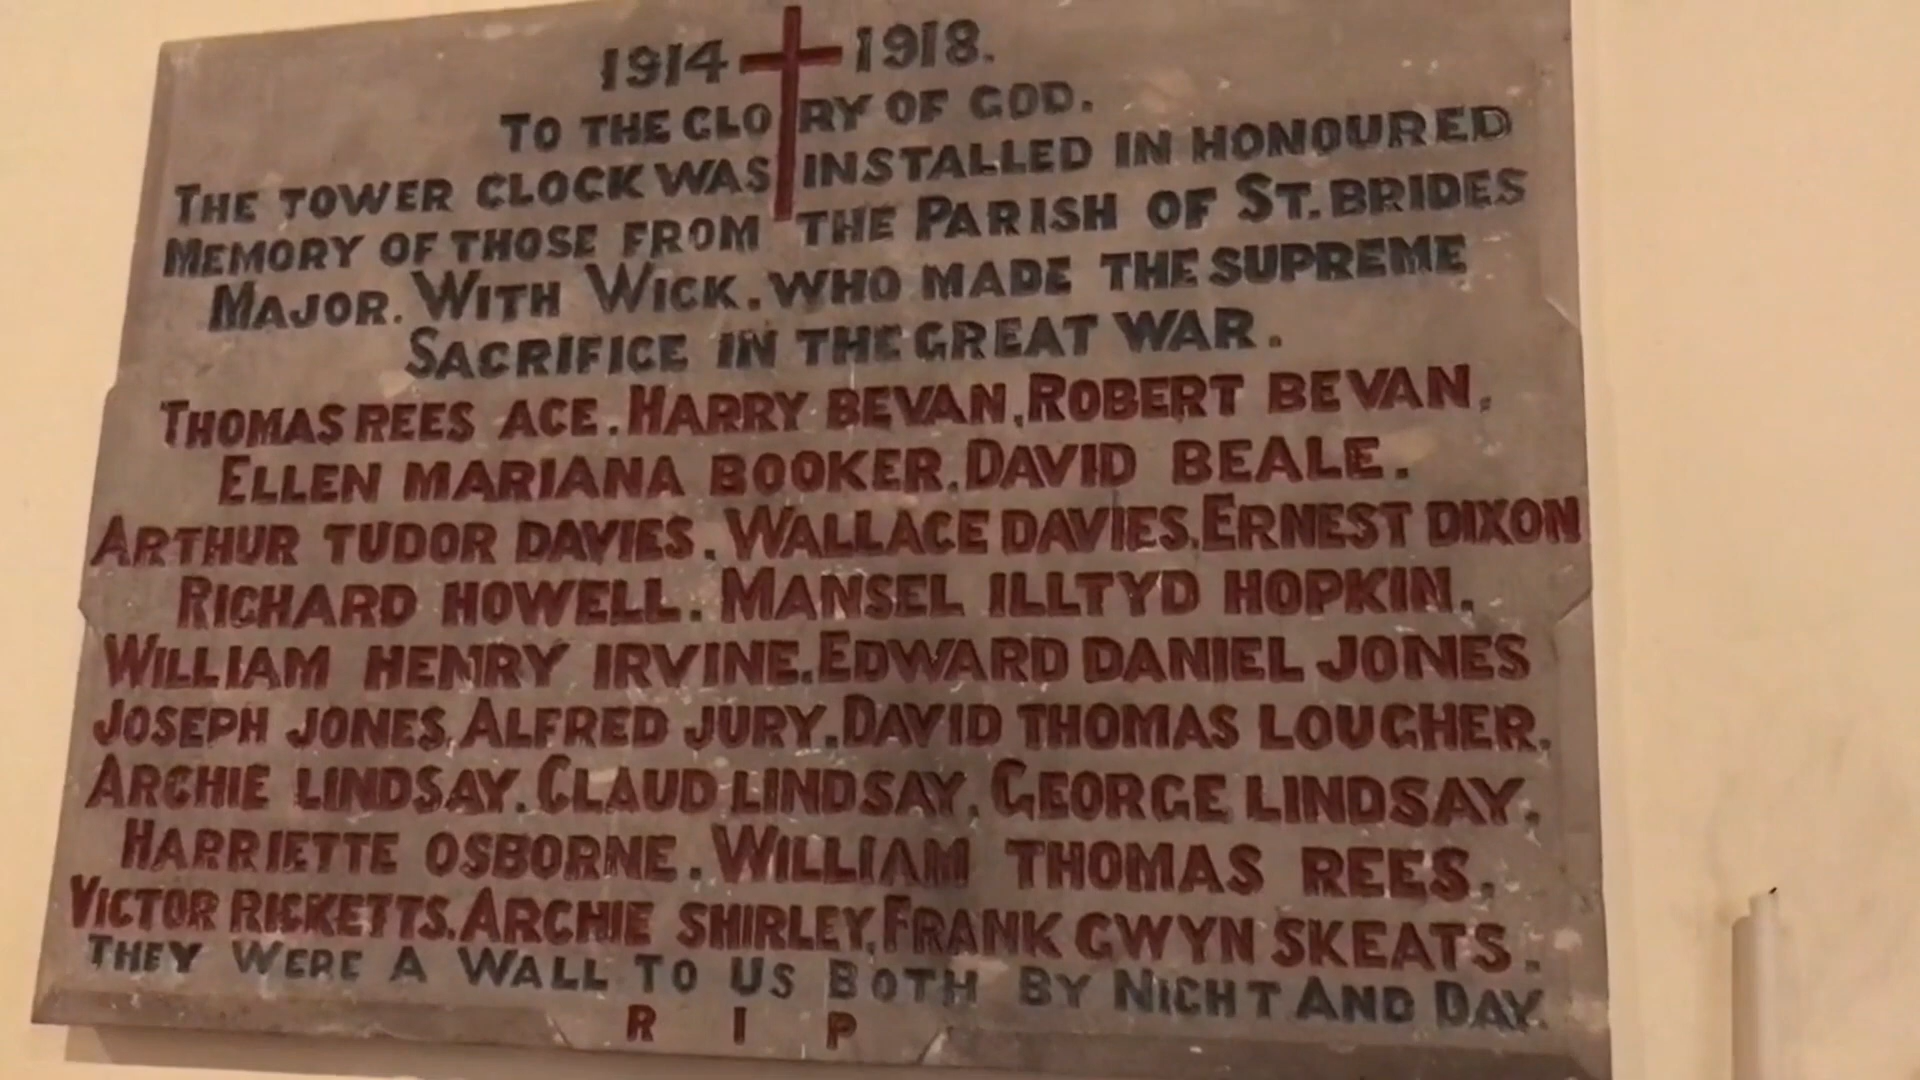 1914 1918.
TO THE GLORY OF GOD.
THE TOWER CLOCK WAS INSTALLED IN HONOURED
MEMORY OF THOSE FROM THE PARISH OF ST. BRIDES
MAJOR. WITH WICK. WHO MADE THE SUPREME
SACRIFICE IN THE GREAT WAR.
THOMAS REES ACE. HARRY BEVAN, ROBERT BEVAN.
ELLEN MARIANA BOOKER. DAVID BEALE.
ARTHUR TUDOR DAVIES. WALLACE DAVIES. ERNEST DIXON
RICHARD HOWELL. MANSEL ILLTYD HOPKIN.
WILLIAM HENRY IRVINE. EDWARD DANIEL JONES
JOSEPH JONES, ALFRED JURY. DAVID THOMAS LOUGHER.
ARCHIE LINDSAY. CLAUD LINDSAY. GEORGE LINDSAY.
HARRIETTE OSBORNE. WILLIAM THOMAS REES.
VICTOR RICKETTS. ARCHIE SHIRLEY, FRANK GWYN SKEATS.
THEY WERE A WALL TO US BOTH BY NIGHT AND DAY.
R I P